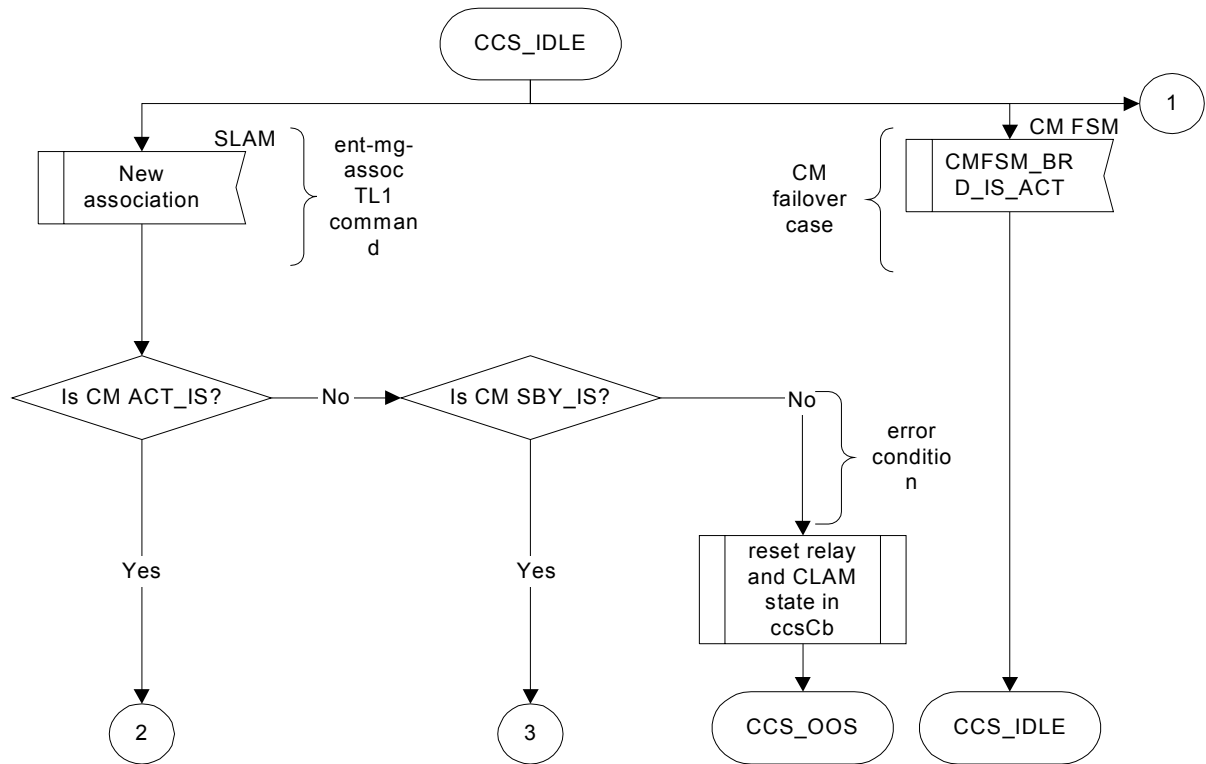 CCS_IDLE
1
SLAM
New
association
ent-mg-
assoc
TL1
comman
d
CM
failover
case
CM FSM
CMFSM_BR
D_IS_ACT
Is CM ACT_IS?
No
Is CM SBY_IS?
No
error
conditio
n
Yes
Yes
reset relay
and CLAM
state in
ccsCb
2
3
CCS_OOS
CCS_IDLE